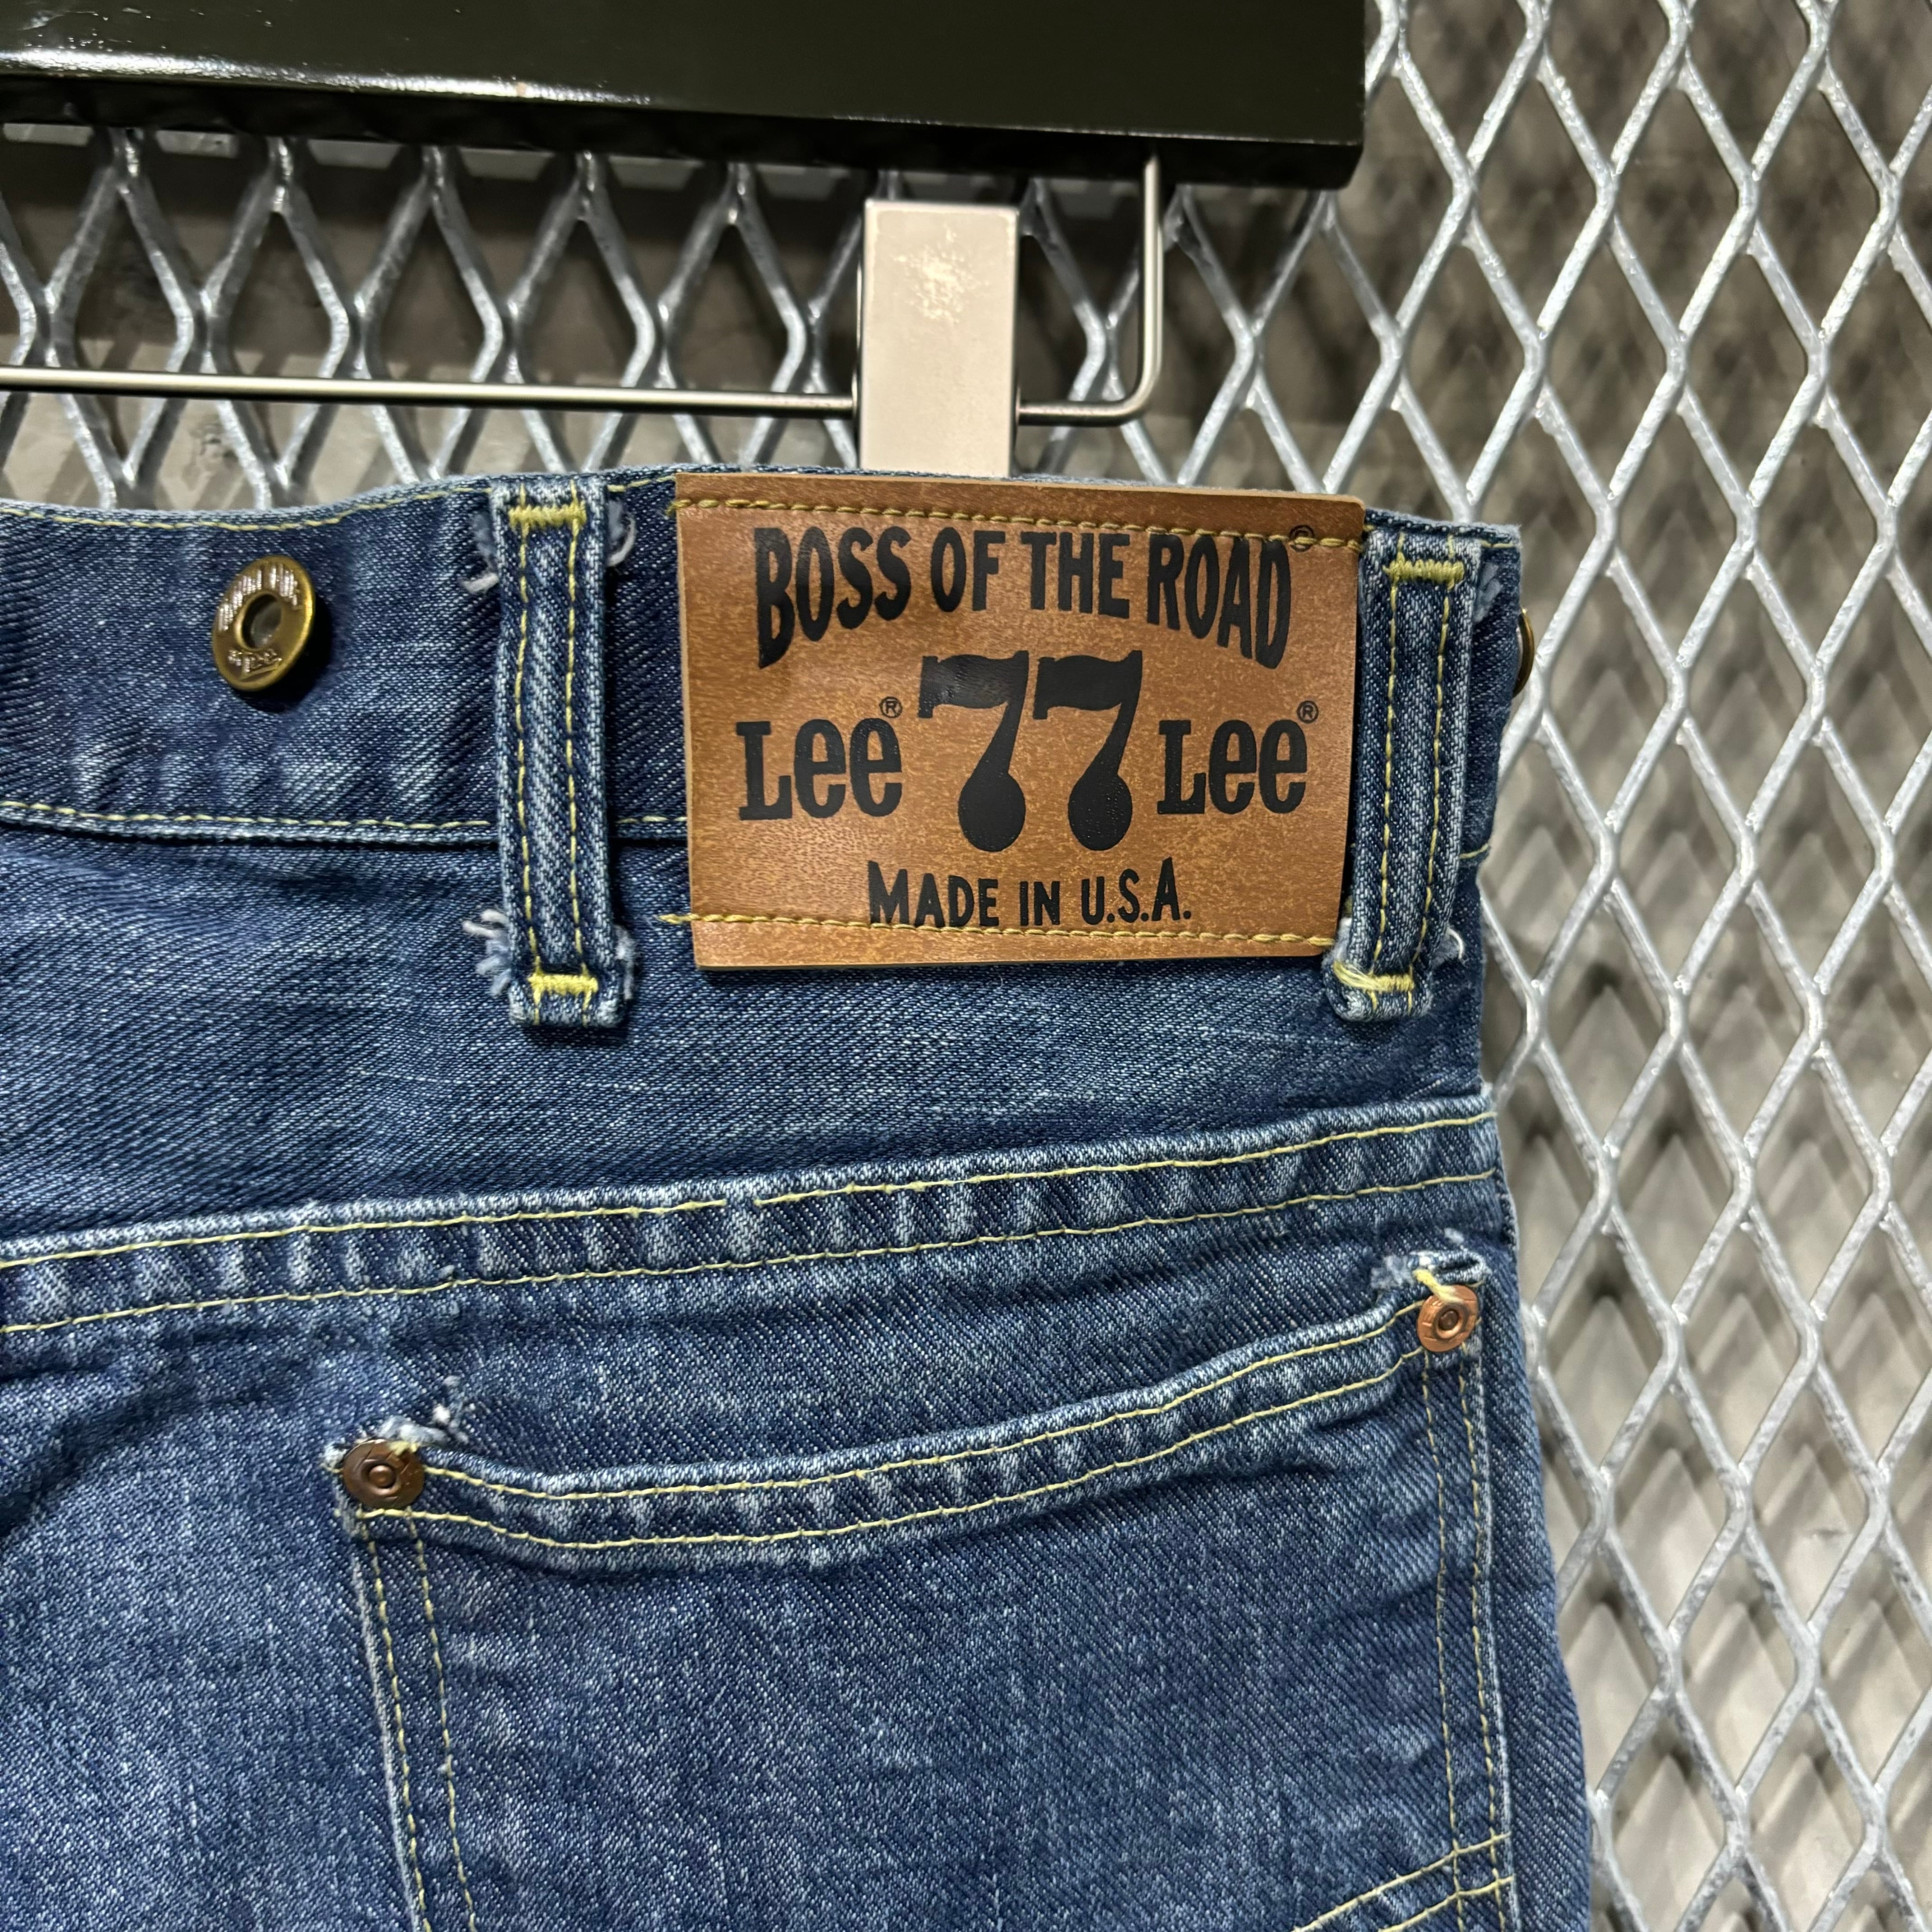 BOSS OF THE ROAD®
Lee® 77 Lee®
MADE IN U.S.A.